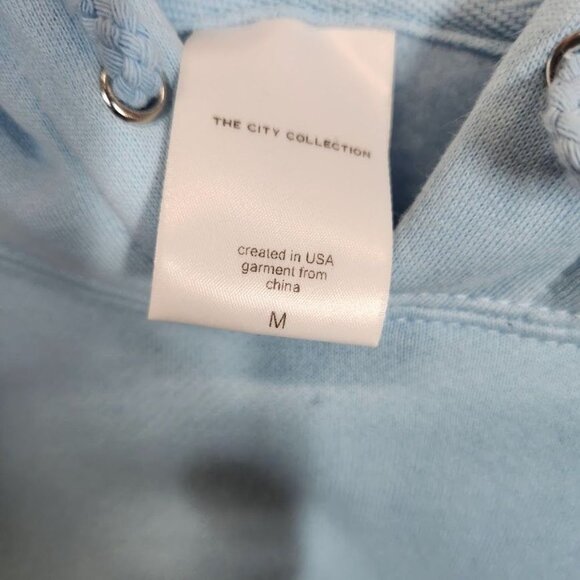 THE CITY COLLECTION
created in USA
garment from
china
M